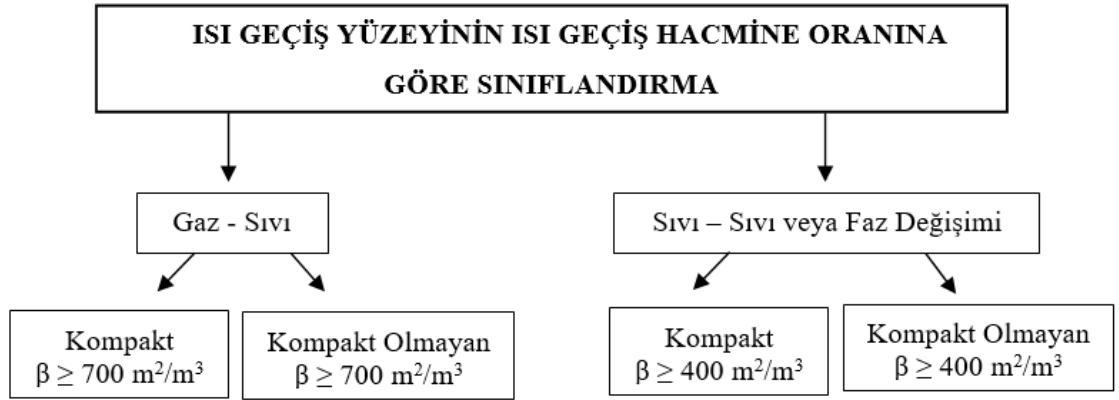 ISI GEÇİŞ YÜZEYİNİN ISI GEÇİŞ HACMİNE ORANINA
GÖRE SINIFLANDIRMA
Gaz - Sıvı
Sıvı – Sıvı veya Faz Değişimi
Kompakt
β ≥ 700 m²/m³
Kompakt Olmayan
β ≥ 700 m²/m³
Kompakt
β ≥ 400 m²/m³
Kompakt Olmayan
β ≥ 400 m²/m³